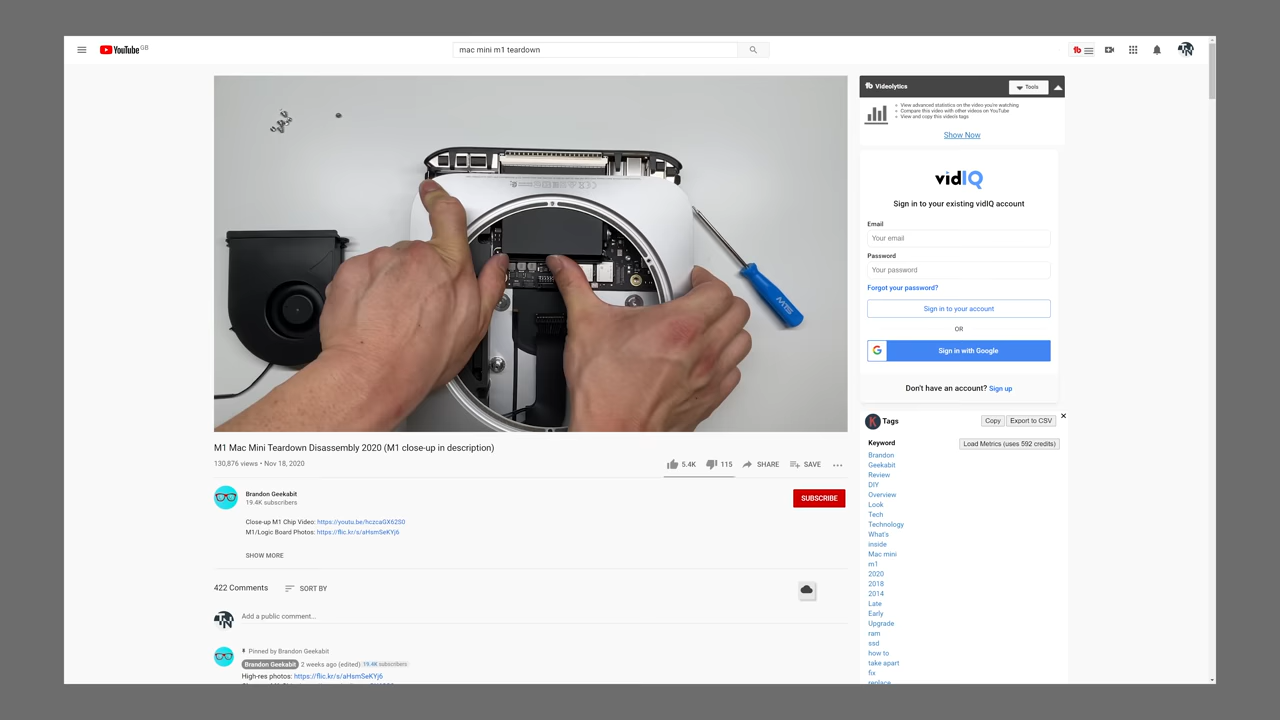 YouTube GB
mac mini m1 teardown
Videolytics
Tools
View advanced statistics on the video you're watching
Compare this video with other videos on YouTube
View and copy this video's tags
Show Now
vidIQ
Sign in to your existing vidIQ account
Email
Your email
Password
Your password
Forgot your password?
Sign in to your account
OR
Sign in with Google
Don't have an account? Sign up
MTS
M1 Mac Mini Teardown Disassembly 2020 (M1 close-up in description)
130,876 views • Nov 18, 2020
5.4K 115 SHARE SAVE
Brandon Geekabit
19.4K subscribers
SUBSCRIBE
Close-up M1 Chip Video: https://youtu.be/hczcaGX62S0
M1/Logic Board Photos: https://flic.kr/s/aHsmSeKYj6
SHOW MORE
422 Comments SORT BY
Add a public comment...
Pinned by Brandon Geekabit
Brandon Geekabit 2 weeks ago (edited) 19.4K subscribers
High-res photos: https://flic.kr/s/aHsmSeKYj6
Tags
Copy
Export to CSV
Keyword
Load Metrics (uses 592 credits)
Brandon
Geekabit
Review
DIY
Overview
Look
Tech
Technology
What's
inside
Mac mini
m1
2020
2018
2014
Late
Early
Upgrade
ram
ssd
how to
take apart
fix
replace